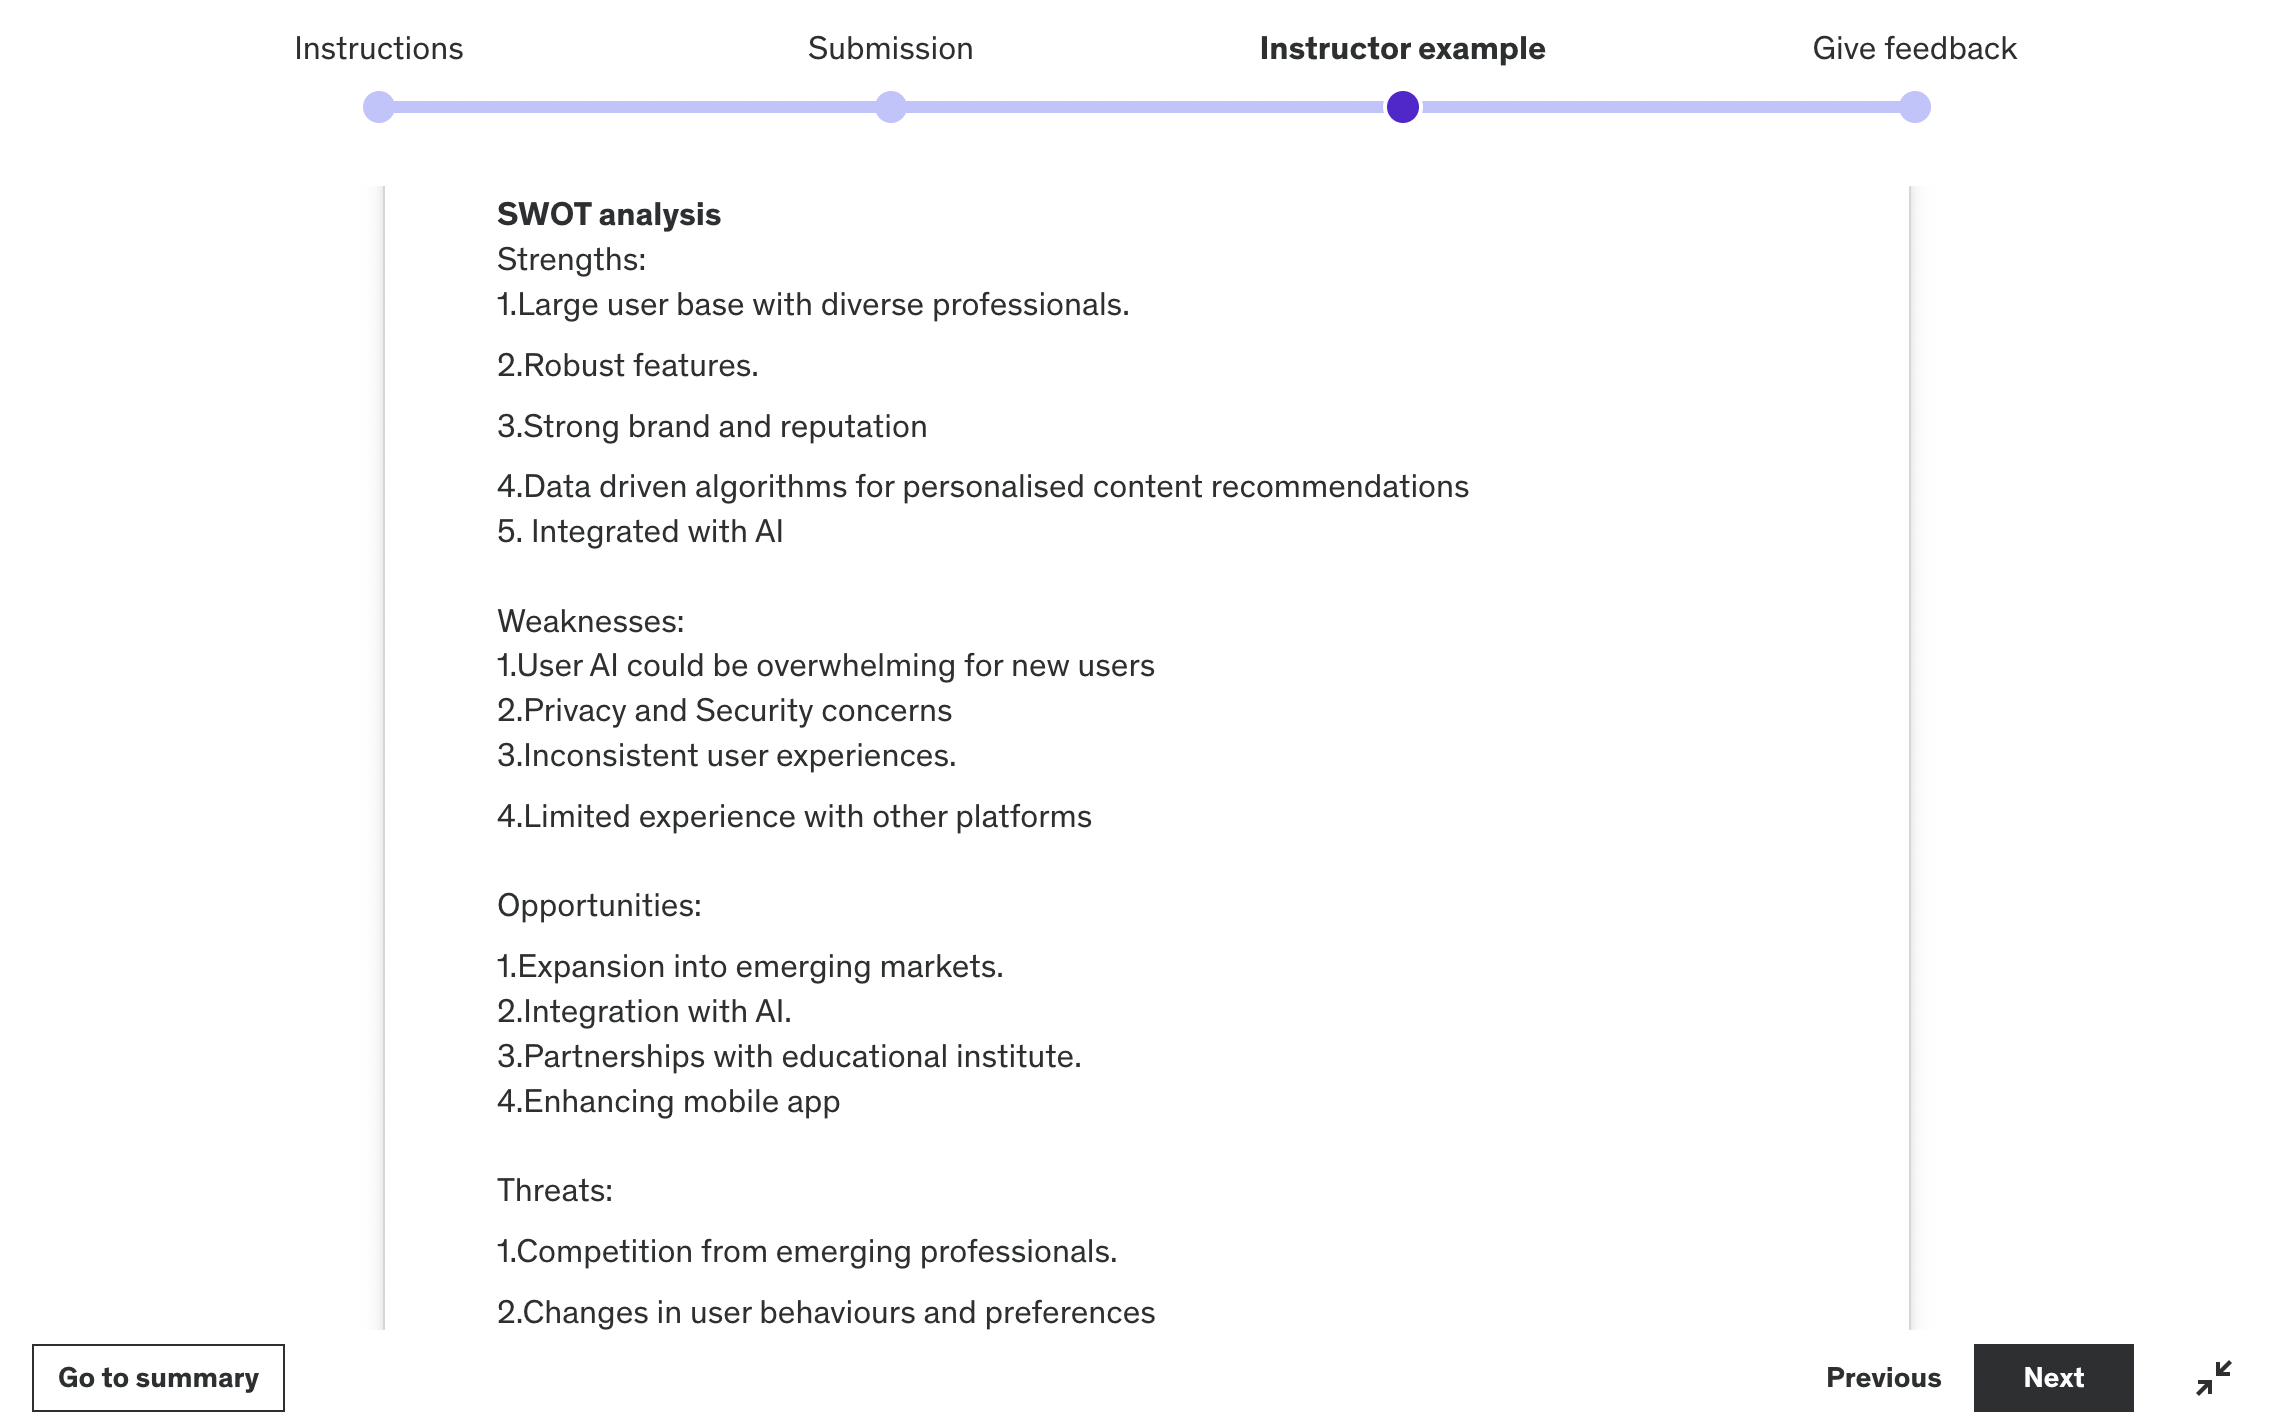 Instructions
Submission
Instructor example
Give feedback
SWOT analysis
Strengths:
1.Large user base with diverse professionals.
2.Robust features.
3.Strong brand and reputation
4.Data driven algorithms for personalised content recommendations
5. Integrated with AI
Weaknesses:
1.User AI could be overwhelming for new users
2.Privacy and Security concerns
3.Inconsistent user experiences.
4.Limited experience with other platforms
Opportunities:
1.Expansion into emerging markets.
2.Integration with AI.
3.Partnerships with educational institute.
4.Enhancing mobile app
Threats:
1.Competition from emerging professionals.
2.Changes in user behaviours and preferences
Go to summary
Previous
Next